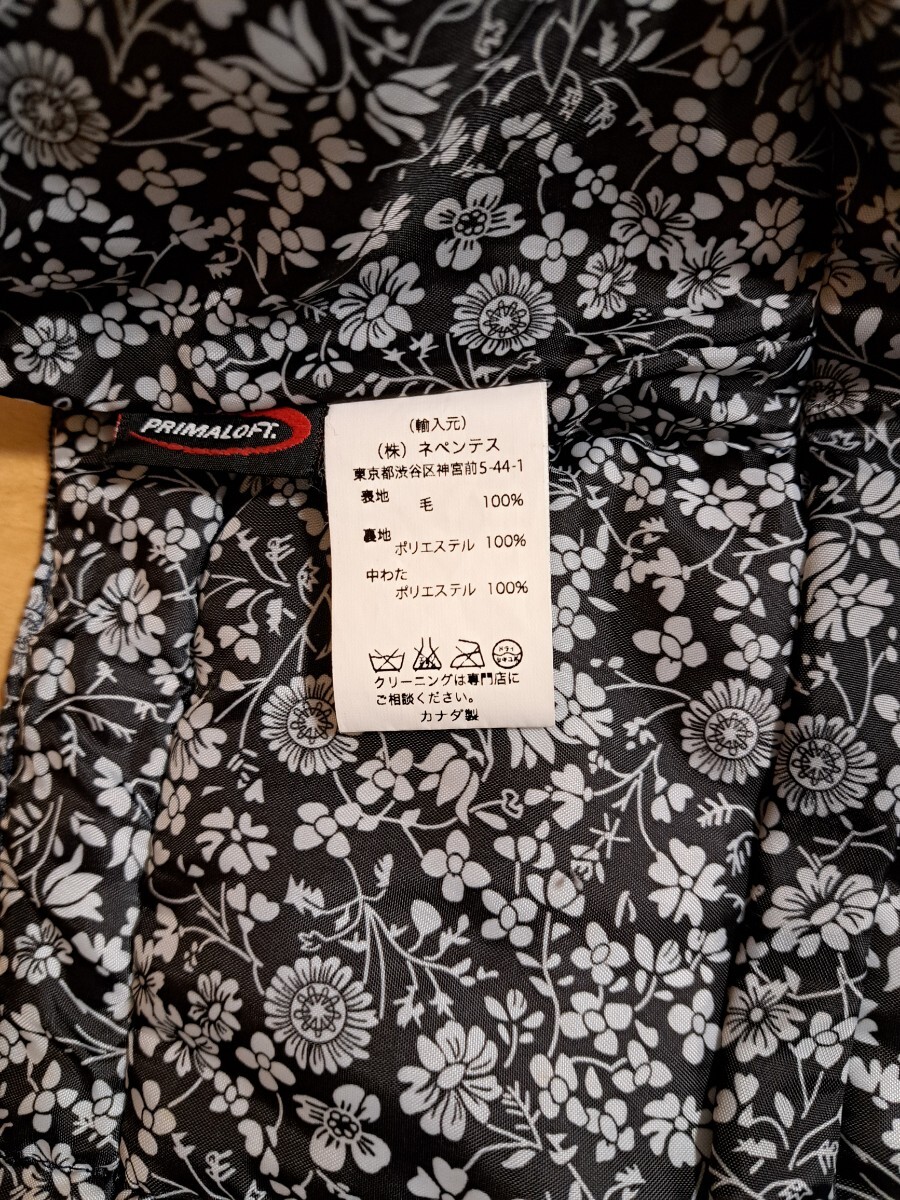 PRIMALOFT.
(輸入元)
(株) ネペンテス
東京都渋谷区神宮前5-44-1
表地
毛 100%
裏地
ポリエステル 100%
中わた
ポリエステル 100%
クリーニングは専門店に
ご相談ください。
カナダ製